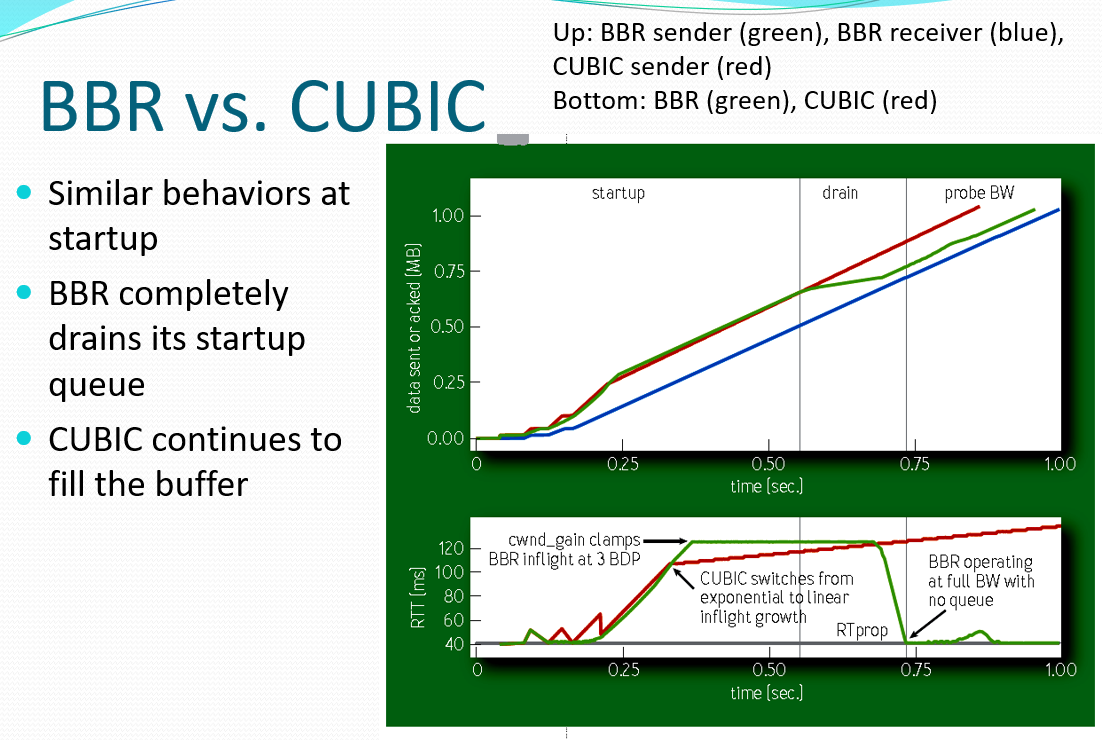 Up: BBR sender (green), BBR receiver (blue),
CUBIC sender (red)
Bottom: BBR (green), CUBIC (red)
BBR vs. CUBIC
Similar behaviors at
startup
BBR completely
drains its startup
queue
CUBIC continues to
fill the buffer
startup
drain
probe BW
data sent or acked (MB)
1.00
0.75
0.50
0.25
0.00
0
0.25
0.50
0.75
1.00
time (sec.)
RTT (ms)
120
100
80
60
40
cwnd_gain clamps
BBR inflight at 3 BDP
CUBIC switches from
exponential to linear
inflight growth
RTprop
BBR operating
at full BW with
no queue
0
0.25
0.50
0.75
1.00
time (sec.)